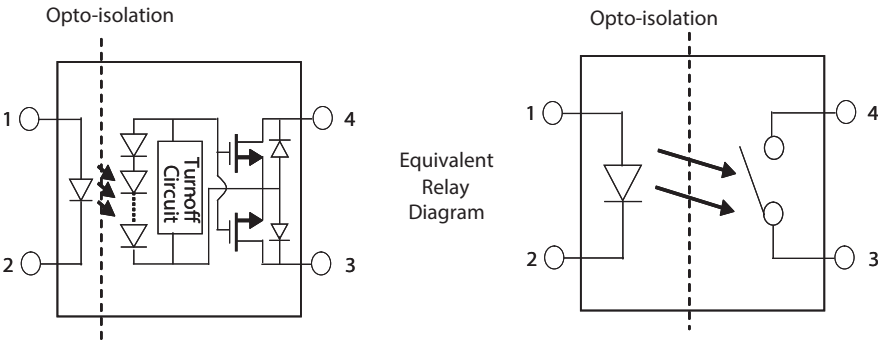 Opto-isolation
1
2
Turnoff
Circuit
4
3
Equivalent
Relay
Diagram
Opto-isolation
1
2
4
3